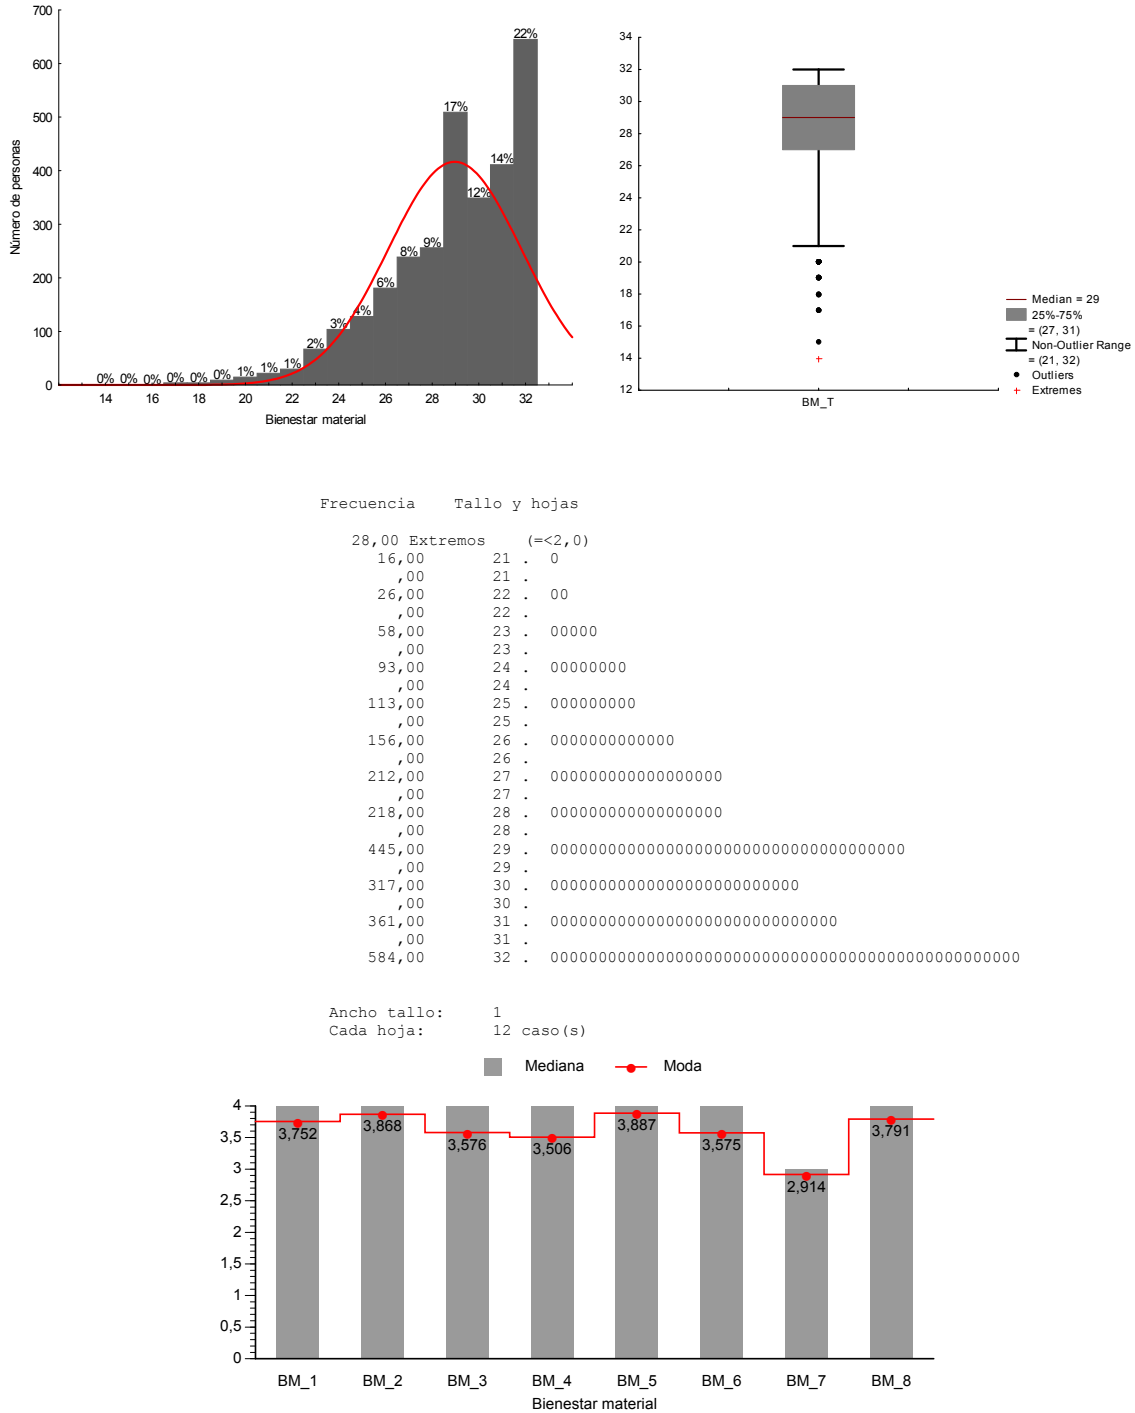 700
600
500
400
300
200
100
0
Número de personas
0% 0% 0% 0% 0% 0% 1% 1% 1% 2% 3% 4% 6% 8% 9% 17% 12% 14% 22%
14 16 18 20 22 24 26 28 30 32
Bienestar material
34
32
30
28
26
24
22
20
18
16
14
12
BM_T
Median = 29
25%-75%
= (27, 31)
Non-Outlier Range
= (21, 32)
Outliers
Extremes
Frecuencia Tallo y hojas
28,00 Extremos (=<2,0)
16,00 21 . 0
,00 21 .
26,00 22 . 00
,00 22 .
58,00 23 . 00000
,00 23 .
93,00 24 . 00000000
,00 24 .
113,00 25 . 000000000
,00 25 .
156,00 26 . 0000000000000
,00 26 .
212,00 27 . 000000000000000000
,00 27 .
218,00 28 . 000000000000000000
,00 28 .
445,00 29 . 0000000000000000000000000000000000000
,00 29 .
317,00 30 . 00000000000000000000000000
,00 30 .
361,00 31 . 000000000000000000000000000000
,00 31 .
584,00 32 . 0000000000000000000000000000000000000000000000000
Ancho tallo: 1
Cada hoja: 12 caso(s)
Mediana Moda
4
3,5
3
2,5
2
1,5
1
0,5
0
3,752 3,868 3,576 3,506 3,887 3,575 2,914 3,791
BM_1 BM_2 BM_3 BM_4 BM_5 BM_6 BM_7 BM_8
Bienestar material